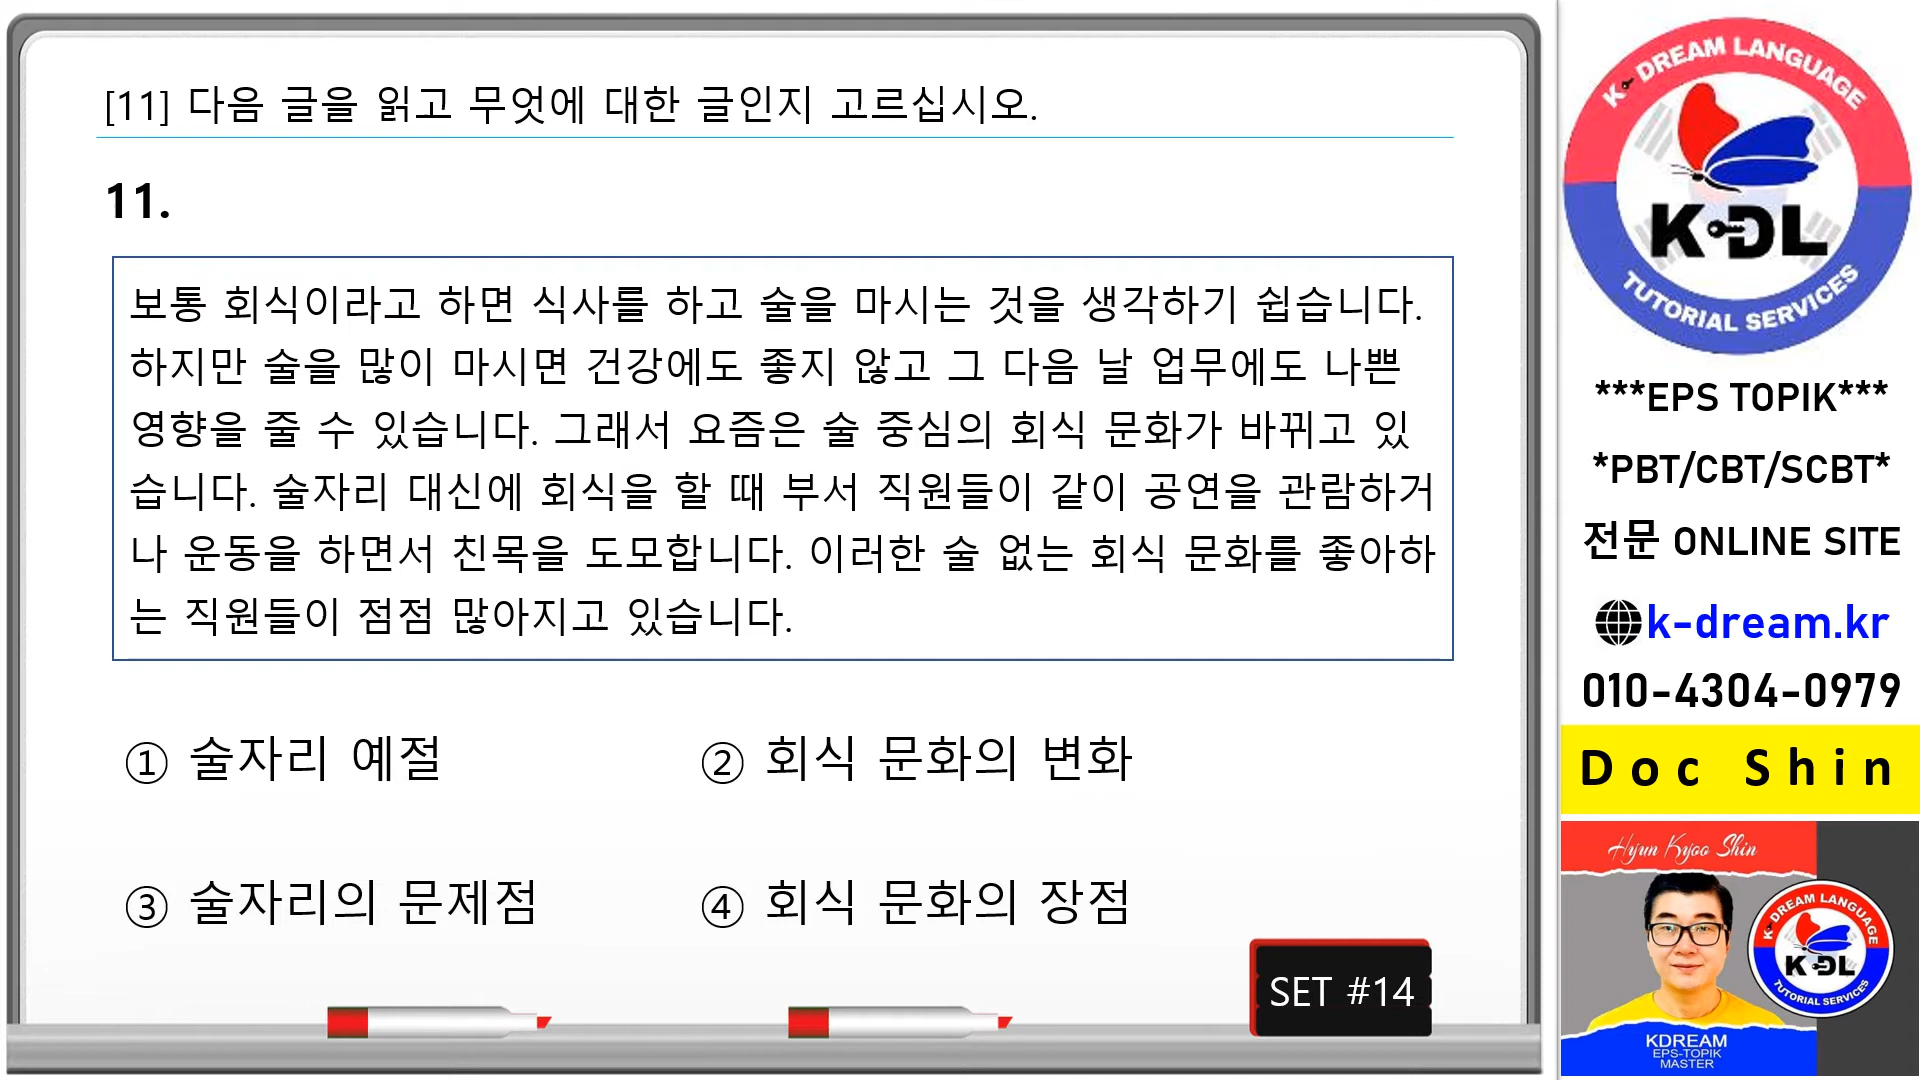 [11] 다음 글을 읽고 무엇에 대한 글인지 고르십시오.
11.
보통 회식이라고 하면 식사를 하고 술을 마시는 것을 생각하기 쉽습니다.
하지만 술을 많이 마시면 건강에도 좋지 않고 그 다음 날 업무에도 나쁜
영향을 줄 수 있습니다. 그래서 요즘은 술 중심의 회식 문화가 바뀌고 있
습니다. 술자리 대신에 회식을 할 때 부서 직원들이 같이 공연을 관람하거
나 운동을 하면서 친목을 도모합니다. 이러한 술 없는 회식 문화를 좋아하
는 직원들이 점점 많아지고 있습니다.
① 술자리 예절
② 회식 문화의 변화
③ 술자리의 문제점
④ 회식 문화의 장점
SET #14
K-DREAM LANGUAGE
K-DL
TUTORIAL SERVICES
***EPS TOPIK***
*PBT/CBT/SCBT*
전문 ONLINE SITE
k-dream.kr
010-4304-0979
Doc Shin
Hyun Kyoo Shin
K-DREAM LANGUAGE
K-DL
TUTORIAL SERVICES
KDREAM
EPS-TOPIK
MASTER